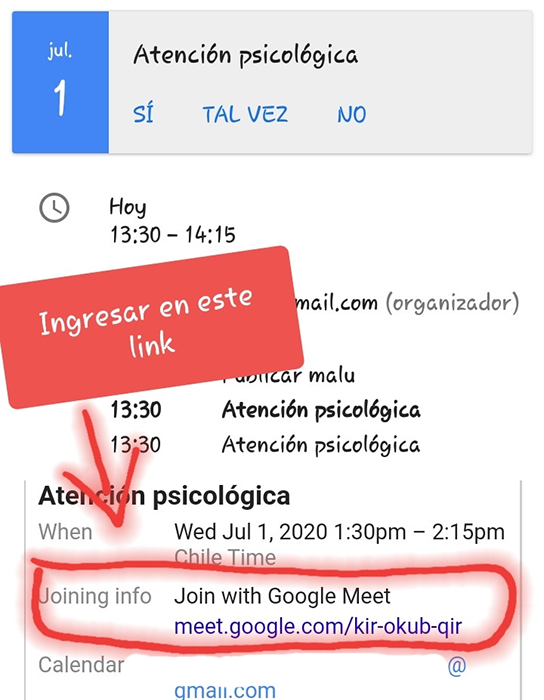 jul.
1
Atención psicológica
SÍ TAL VEZ NO
Hoy
13:30 – 14:15
Ingresar en este
link
mail.com (organizador)
Publicar malu
13:30 Atención psicológica
13:30 Atención psicológica
Atención psicológica
When Wed Jul 1, 2020 1:30pm – 2:15pm
Chile Time
Joining info Join with Google Meet
meet.google.com/kir-okub-qir
Calendar @
gmail.com